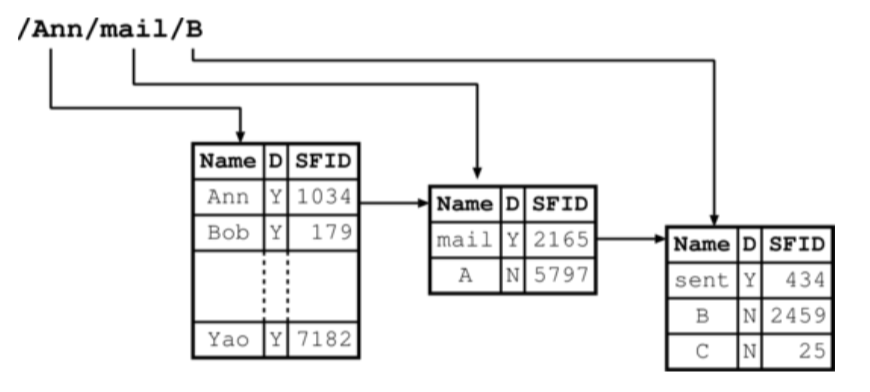 /Ann/mail/B
Name D SFID
Ann Y 1034
Bob Y 179
Yao Y 7182
Name D SFID
mail Y 2165
A N 5797
Name D SFID
sent Y 434
B N 2459
C N 25